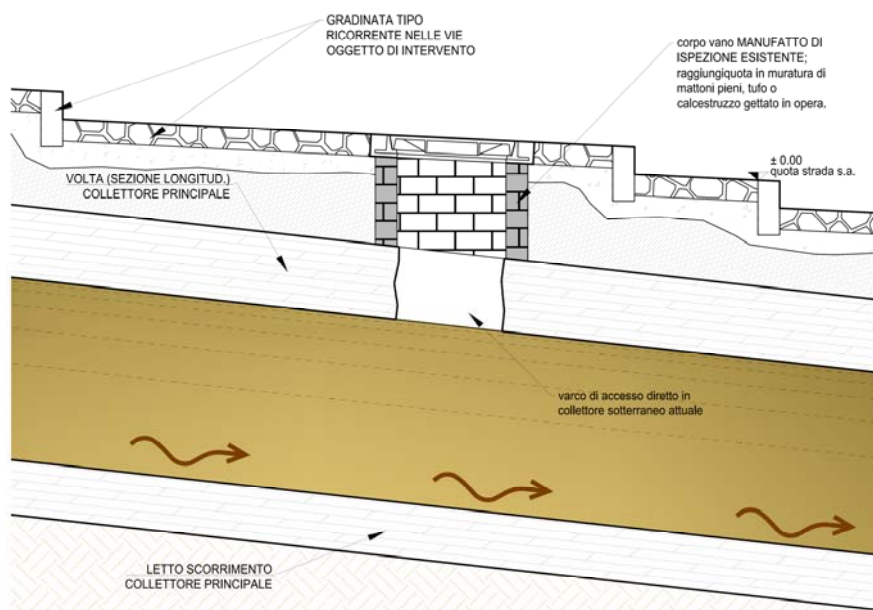 GRADINATA TIPO
RICORRENTE NELLE VIE
OGGETTO DI INTERVENTO
corpo vano MANUFATTO DI
ISPEZIONE ESISTENTE;
raggiungiquota in muratura di
mattoni pieni, tufo o
calcestruzzo gettato in opera.
± 0.00
quota strada s.a.
VOLTA (SEZIONE LONGITUD.)
COLLETTORE PRINCIPALE
varco di accesso diretto in
collettore sotterraneo attuale
LETTO SCORRIMENTO
COLLETTORE PRINCIPALE